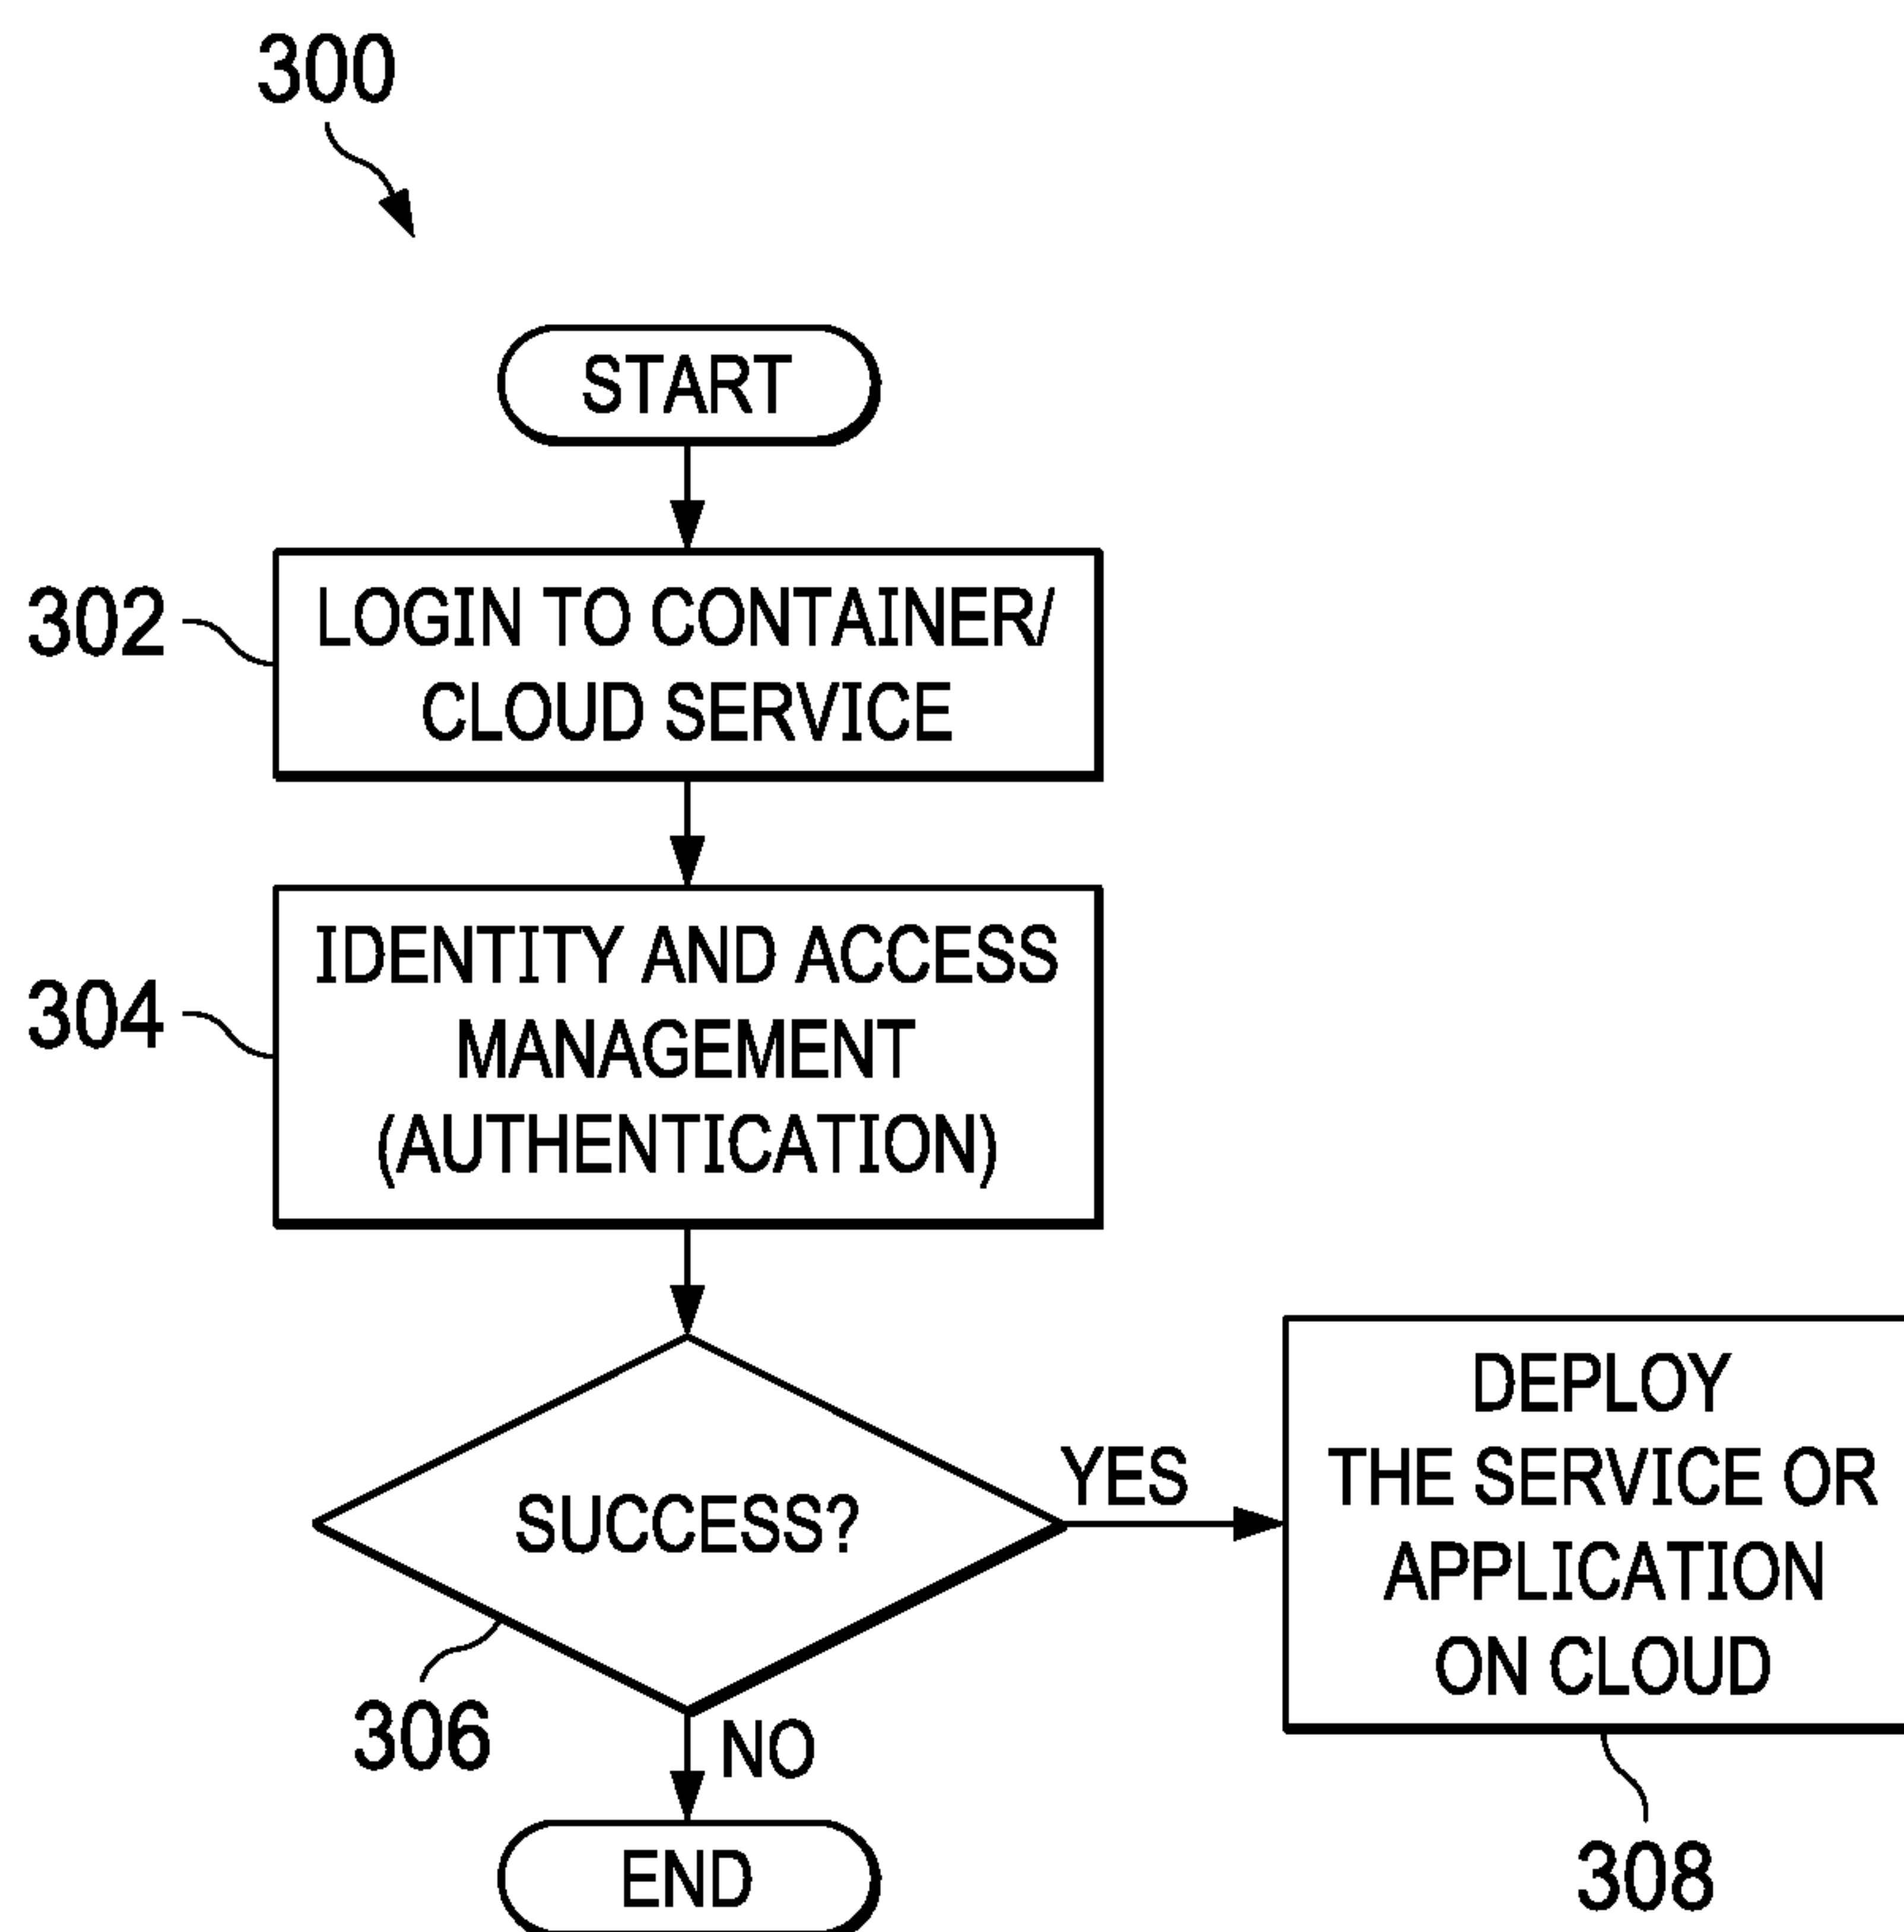 300
START
302
LOGIN TO CONTAINER/
CLOUD SERVICE
304
IDENTITY AND ACCESS
MANAGEMENT
(AUTHENTICATION)
SUCCESS?
306
YES
DEPLOY
THE SERVICE OR
APPLICATION
ON CLOUD
308
NO
END